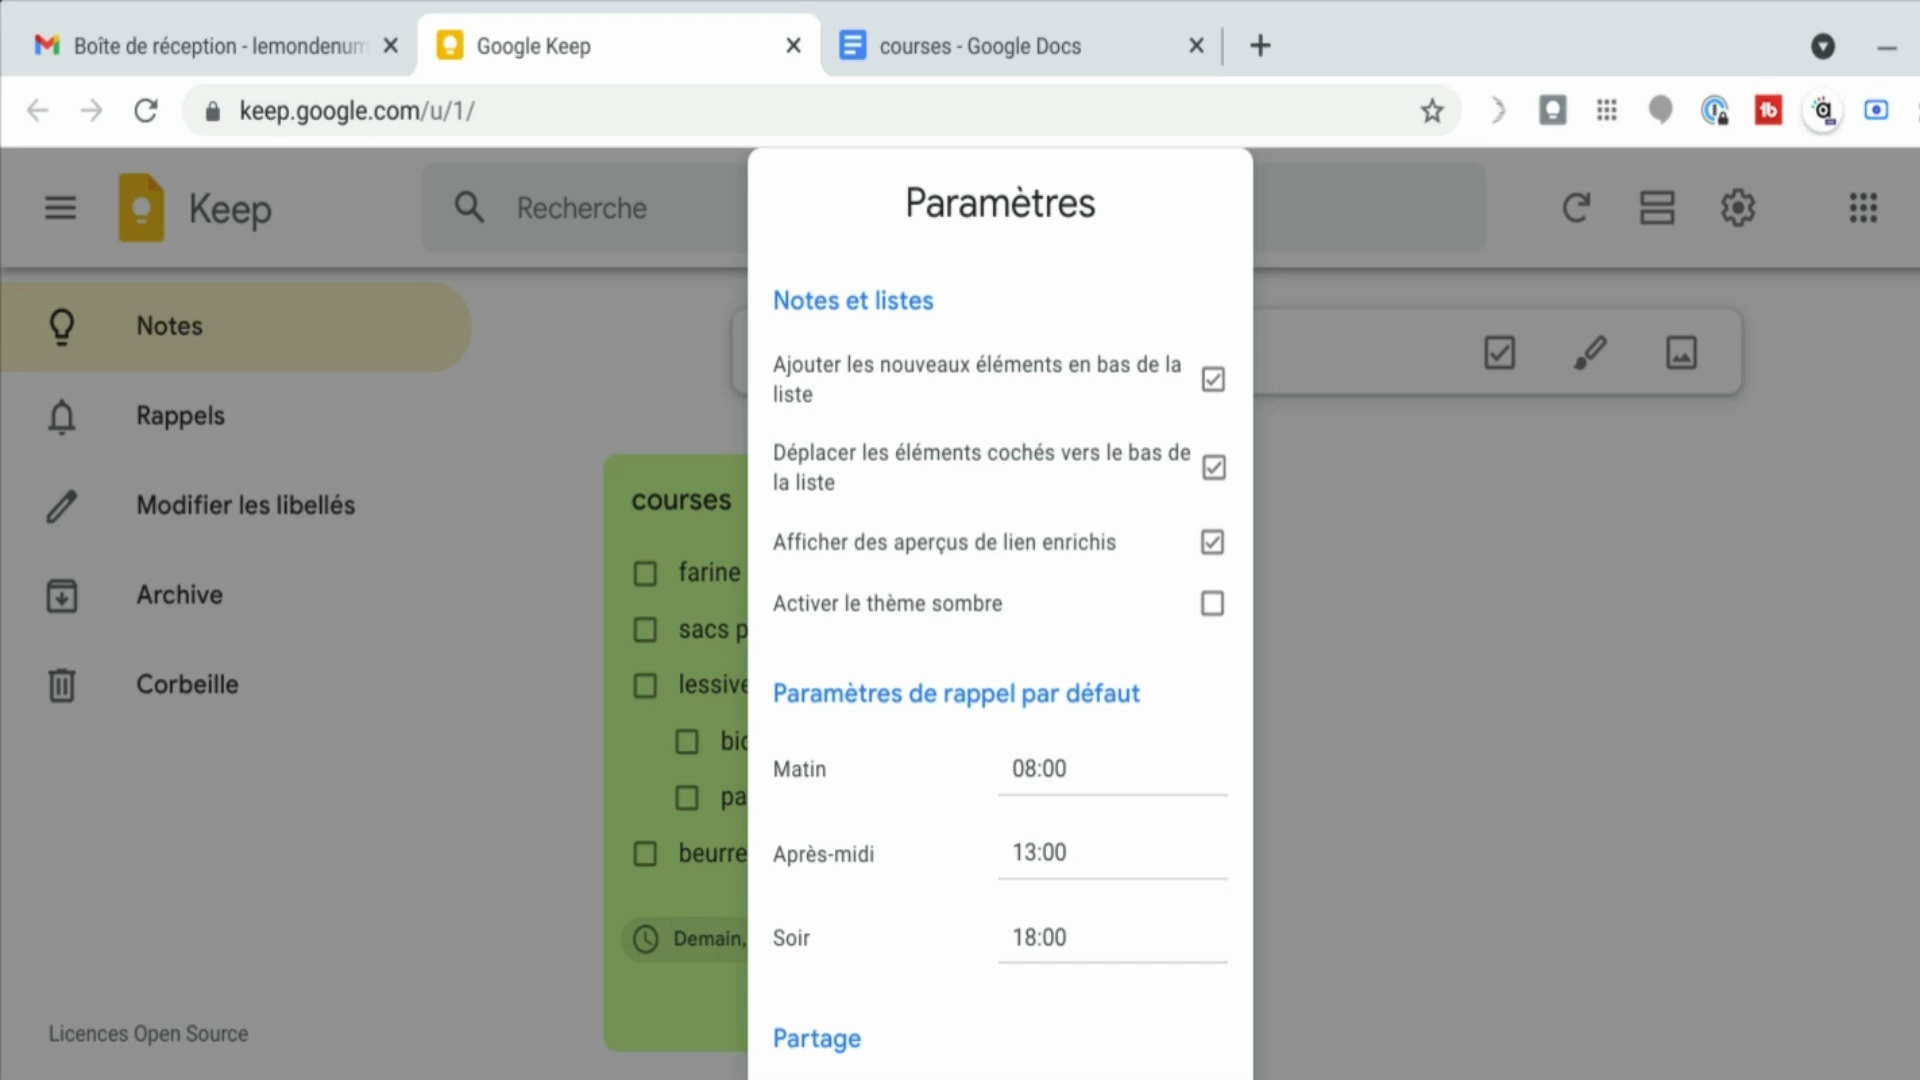 Boîte de réception - lemondenum
Google Keep
courses - Google Docs
keep.google.com/u/1/
Keep
Recherche
Notes
Rappels
Modifier les libellés
Archive
Corbeille
Licences Open Source
courses
farine
sacs p
lessive
bio
pa
beurre
Demain,
Paramètres
Notes et listes
Ajouter les nouveaux éléments en bas de la
liste
Déplacer les éléments cochés vers le bas de
la liste
Afficher des aperçus de lien enrichis
Activer le thème sombre
Paramètres de rappel par défaut
Matin 08:00
Après-midi 13:00
Soir 18:00
Partage